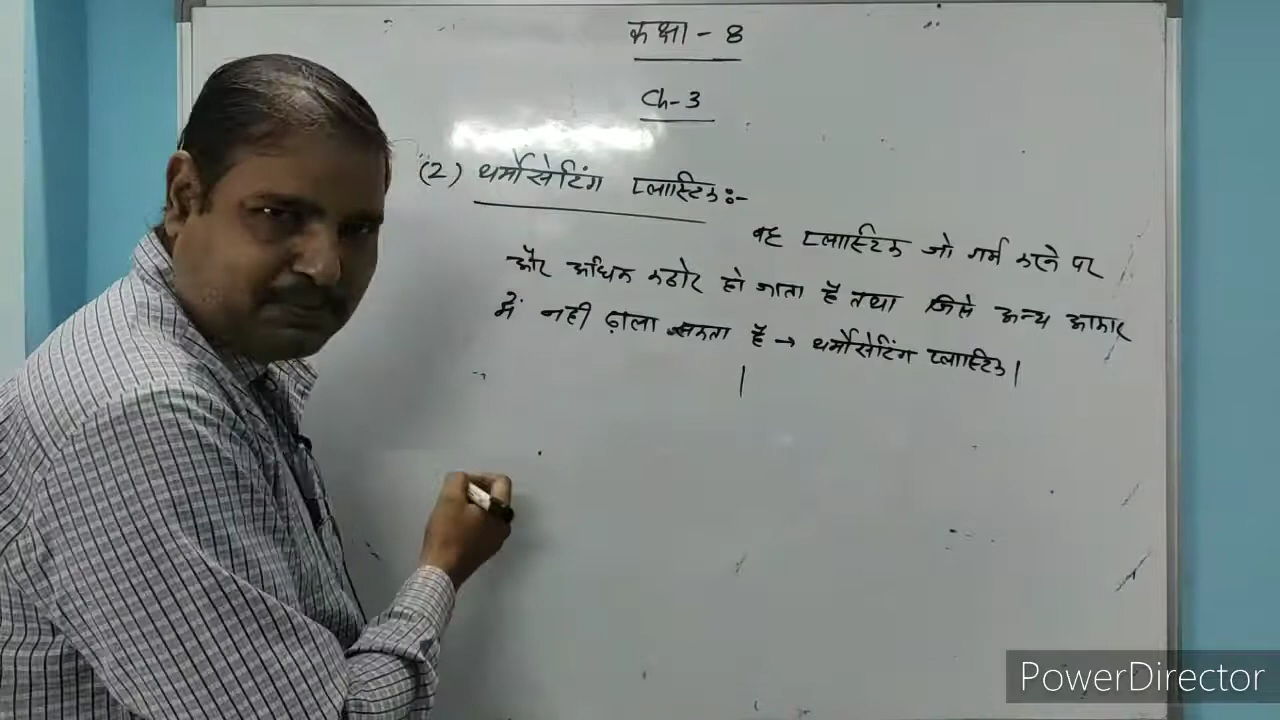 कक्षा - 8
Ch-3
(2) थर्मोसेटिंग प्लास्टिक:-
वह प्लास्टिक जो गर्म करने पर
और अधिक कठोर हो जाता है तथा जिसे अन्य आकार
में नही ढ़ाला सकता है → थर्मोसेटिंग प्लास्टिक।
PowerDirector